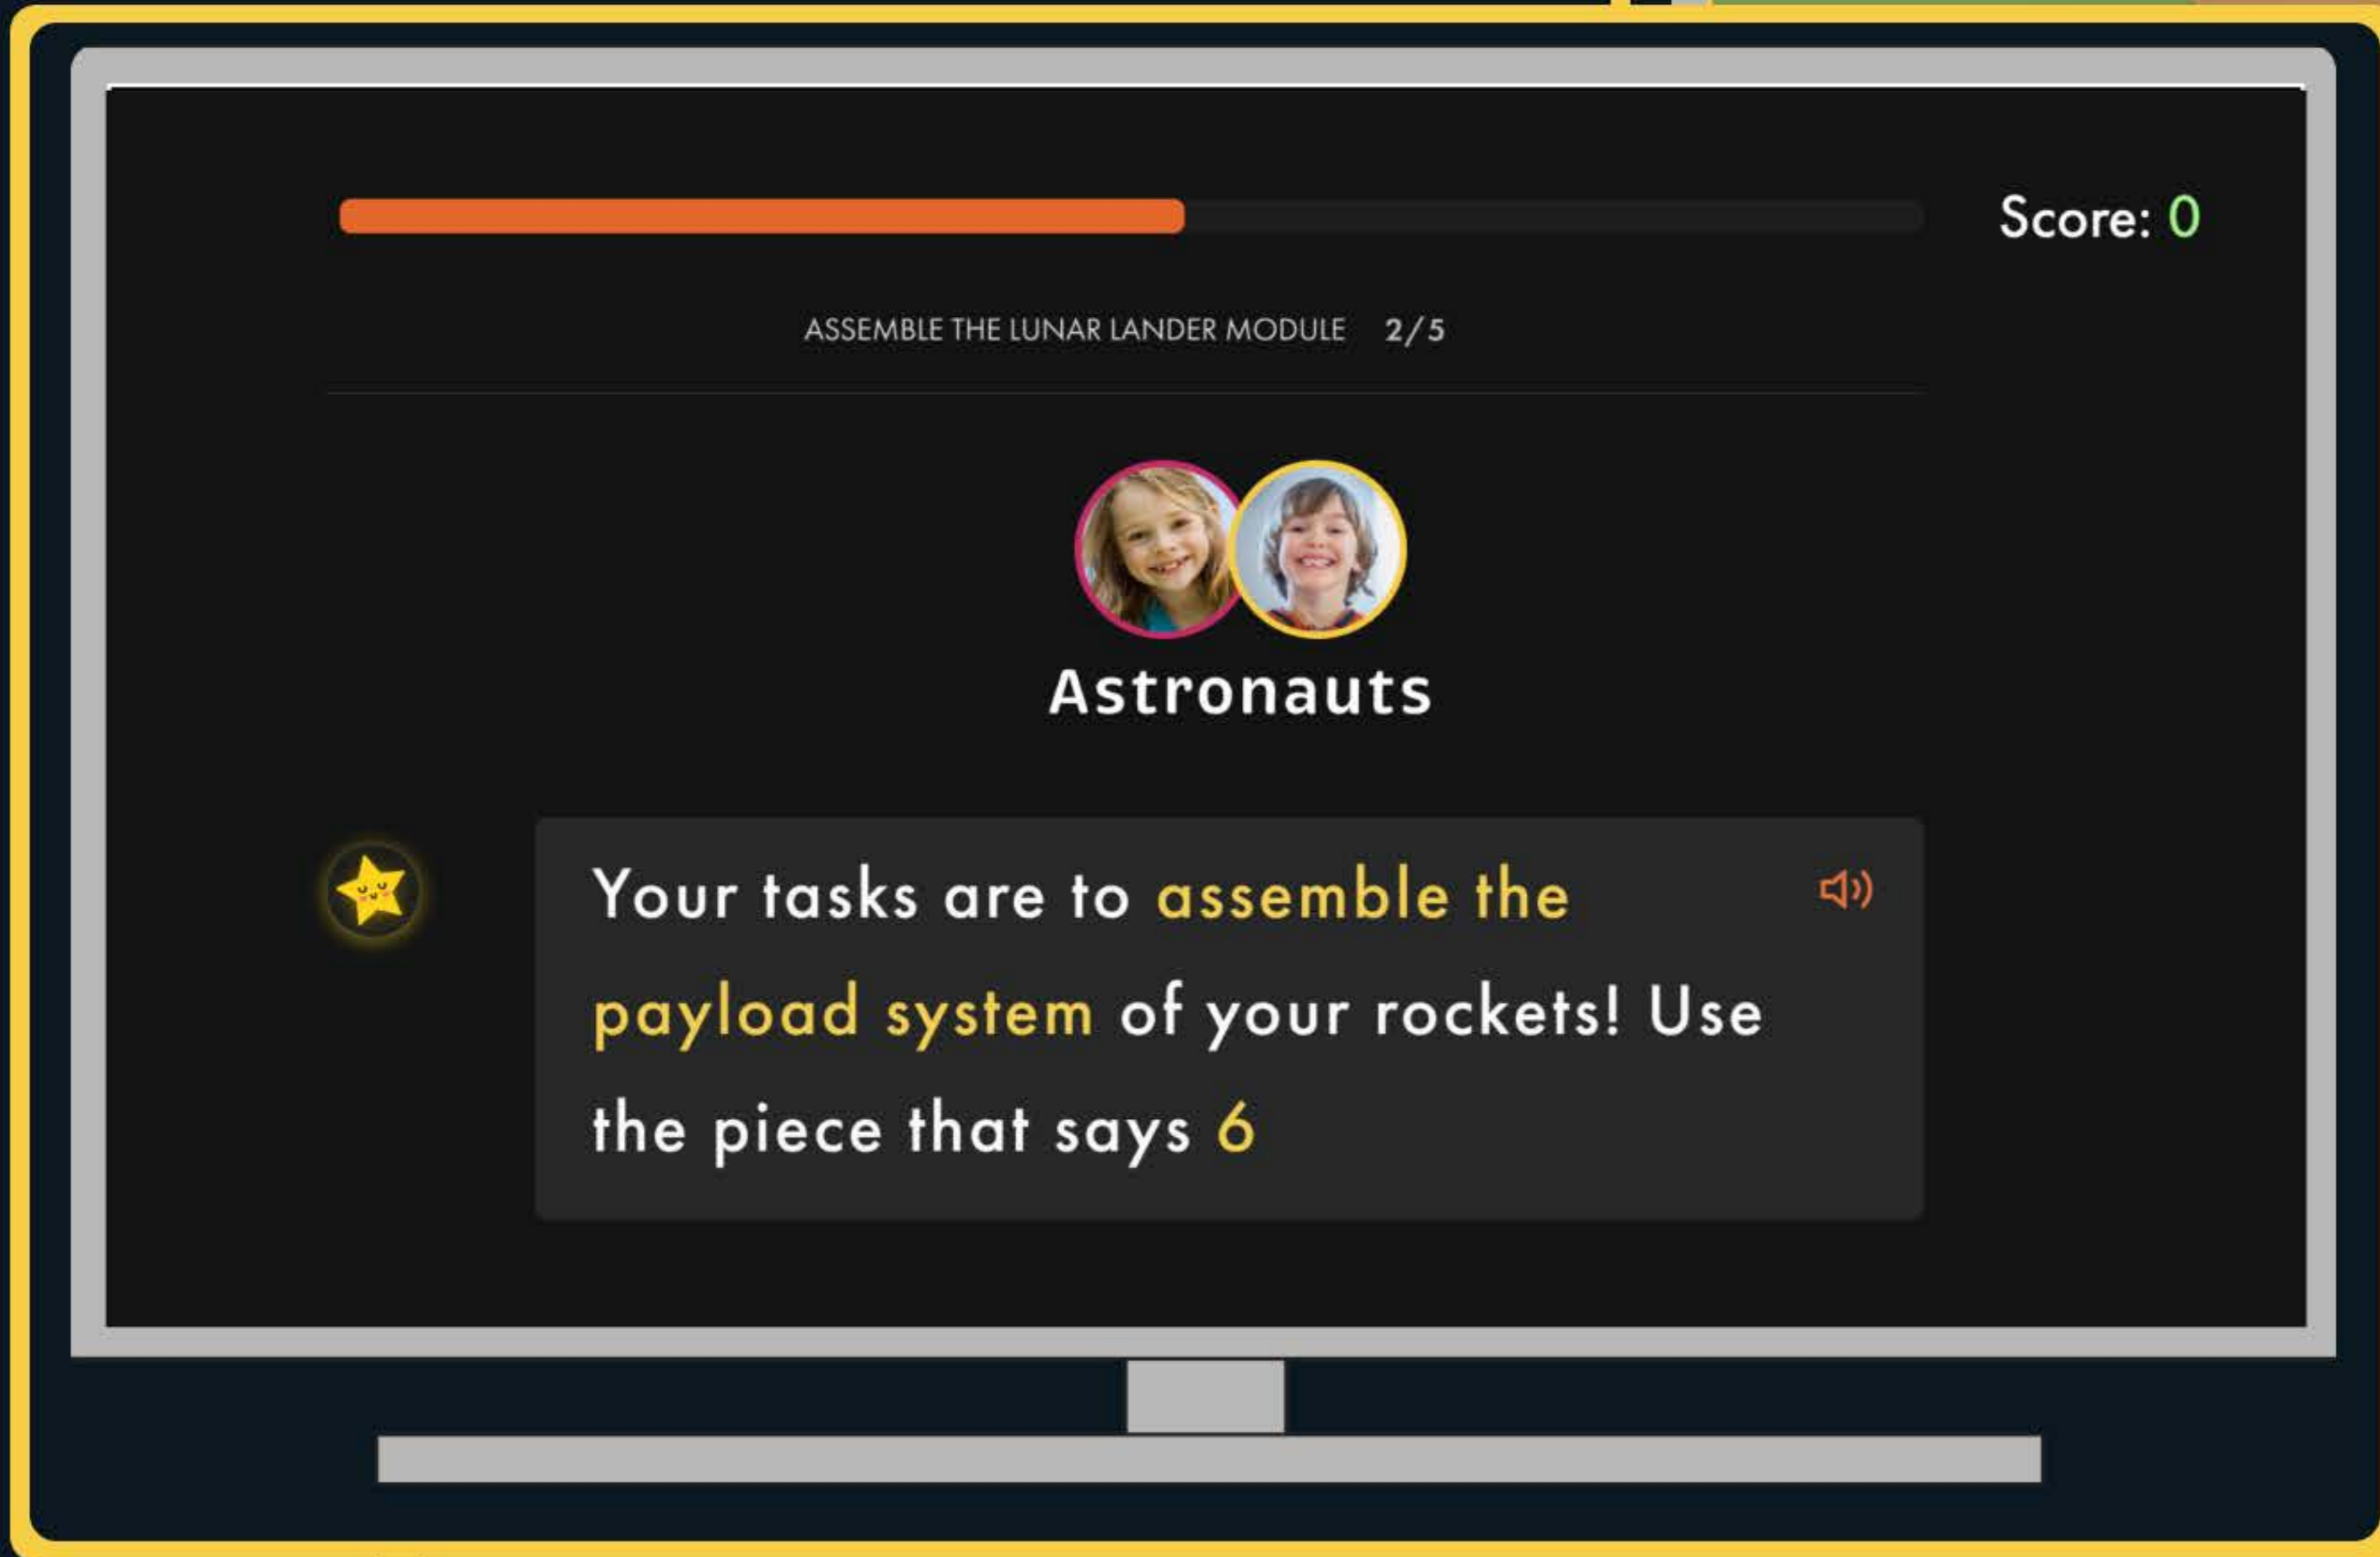 Score: 0
ASSEMBLE THE LUNAR LANDER MODULE 2/5
Astronauts
Your tasks are to assemble the
payload system of your rockets! Use
the piece that says 6